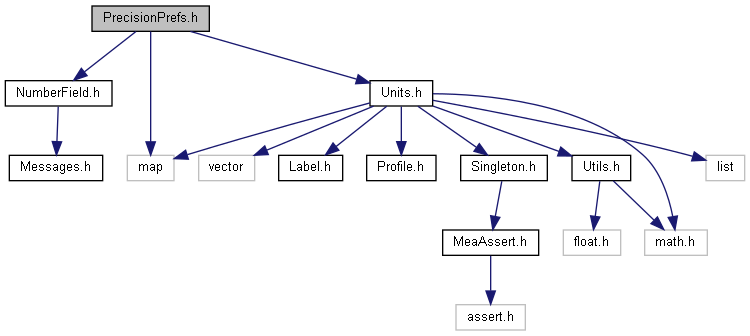 PrecisionPrefs.h
NumberField.h
Units.h
Messages.h
map
vector
Label.h
Profile.h
Singleton.h
Utils.h
list
MeaAssert.h
float.h
math.h
assert.h